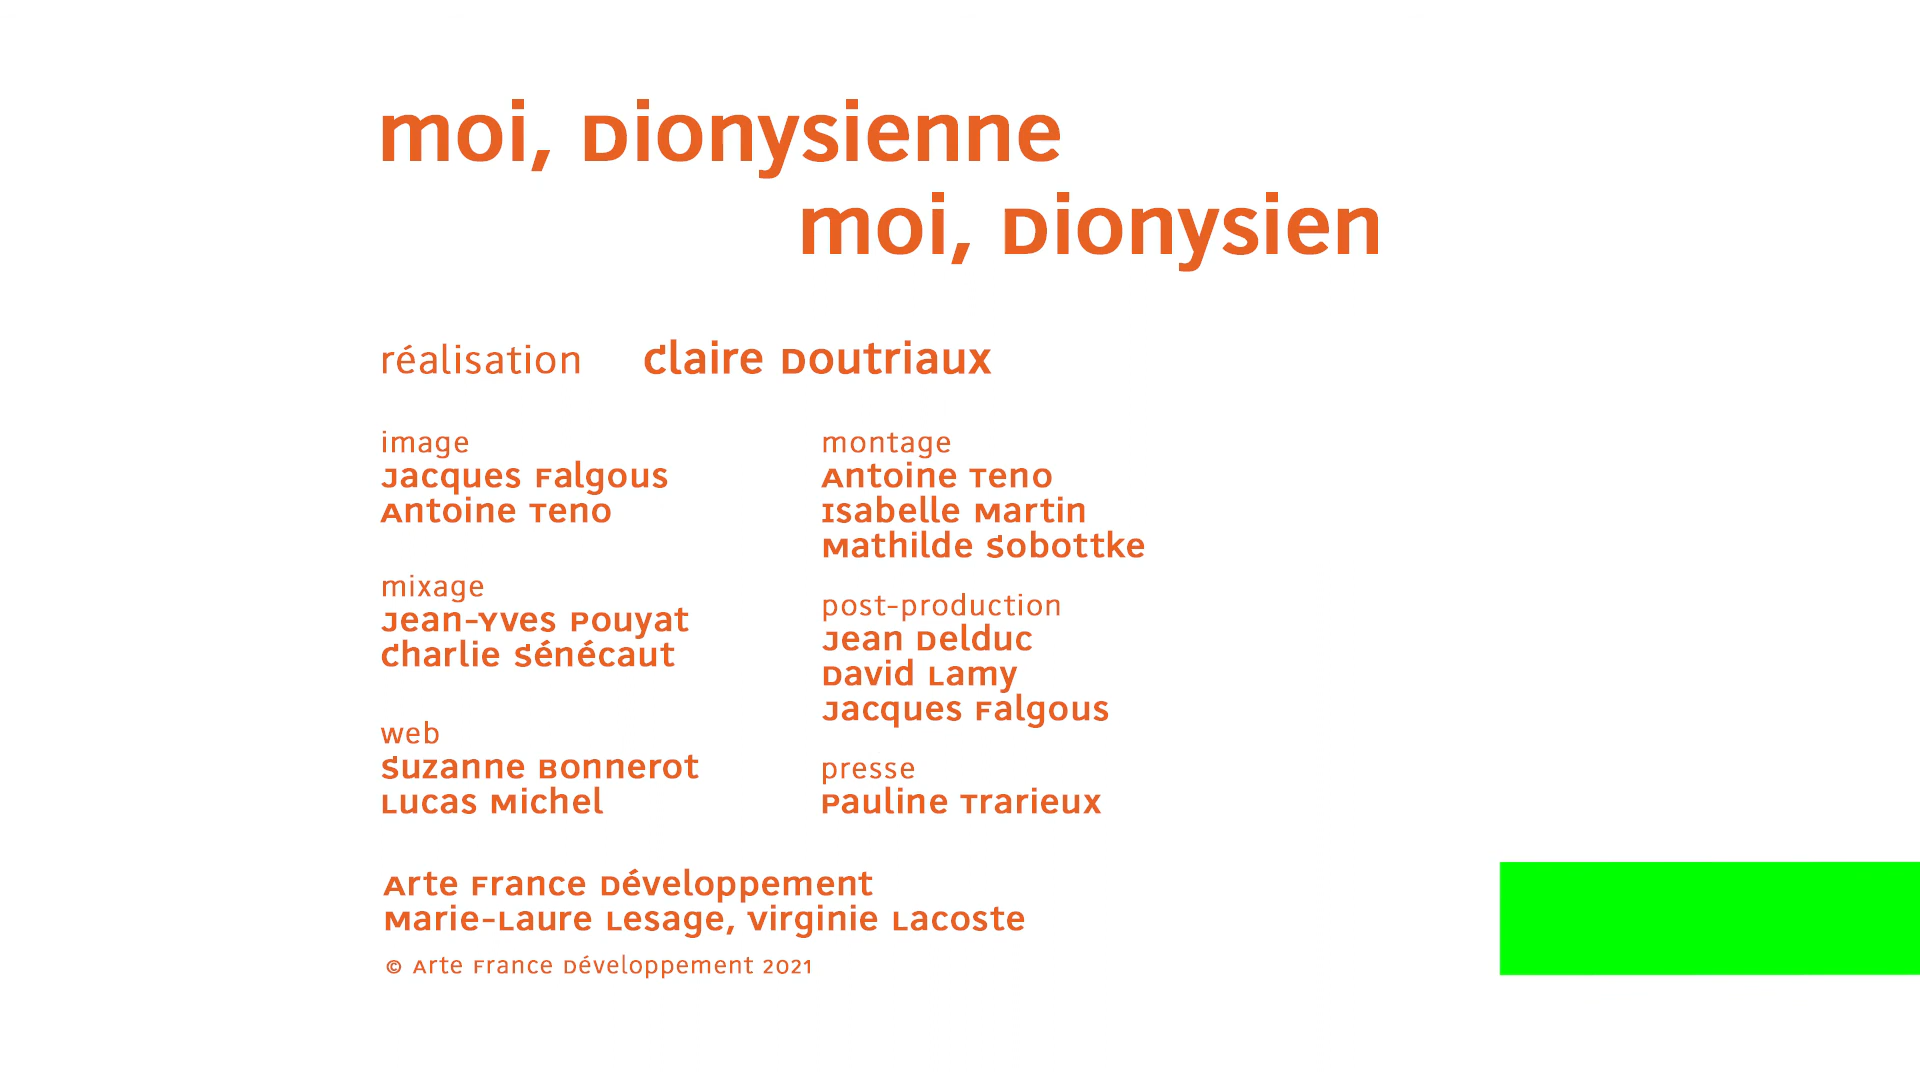 moi, Dionysienne
moi, Dionysien
réalisation Claire Doutriaux
image
Jacques Falgous
Antoine Teno
mixage
Jean-Yves Pouyat
Charlie Sénécaut
web
Suzanne Bonnerot
Lucas Michel
montage
Antoine Teno
Isabelle Martin
Mathilde Sobottke
post-production
Jean Delduc
David Lamy
Jacques Falgous
presse
Pauline Trarieux
Arte France Développement
Marie-Laure Lesage, Virginie Lacoste
© Arte France Développement 2021